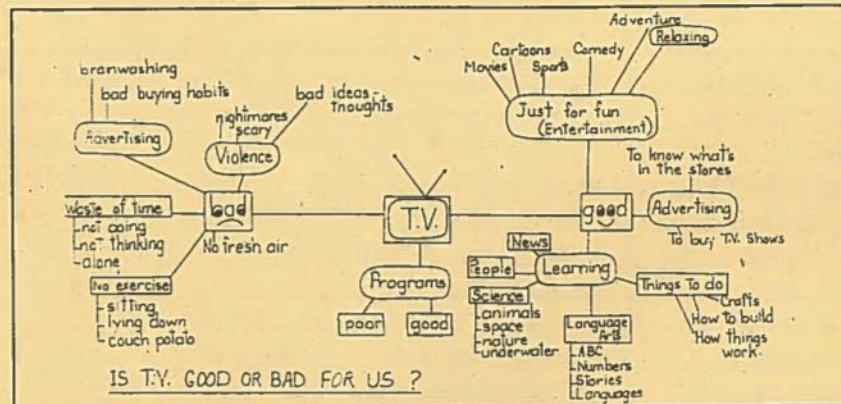 brainwashing
bad buying habits
Advertising
nightmares
scary
bad ideas-
thoughts
Violence
Waste of time
not doing
not thinking
alone
bad
No fresh air
No exercise
sitting
lying down
couch potato
T.V.
Programs
poor
good
Adventure
Relaxing
Cartoons
Comedy
Movies
Sports
Just for fun
(Entertainment)
To know what's
in the stores
good
Advertising
To buy T.V. Shows
News
People
Learning
Science
animals
space
nature
underwater
Language
Arts
ABC
Numbers
Stories
Languages
Things To do
Crafts
How to build
How things
work.
IS T.V. GOOD OR BAD FOR US ?